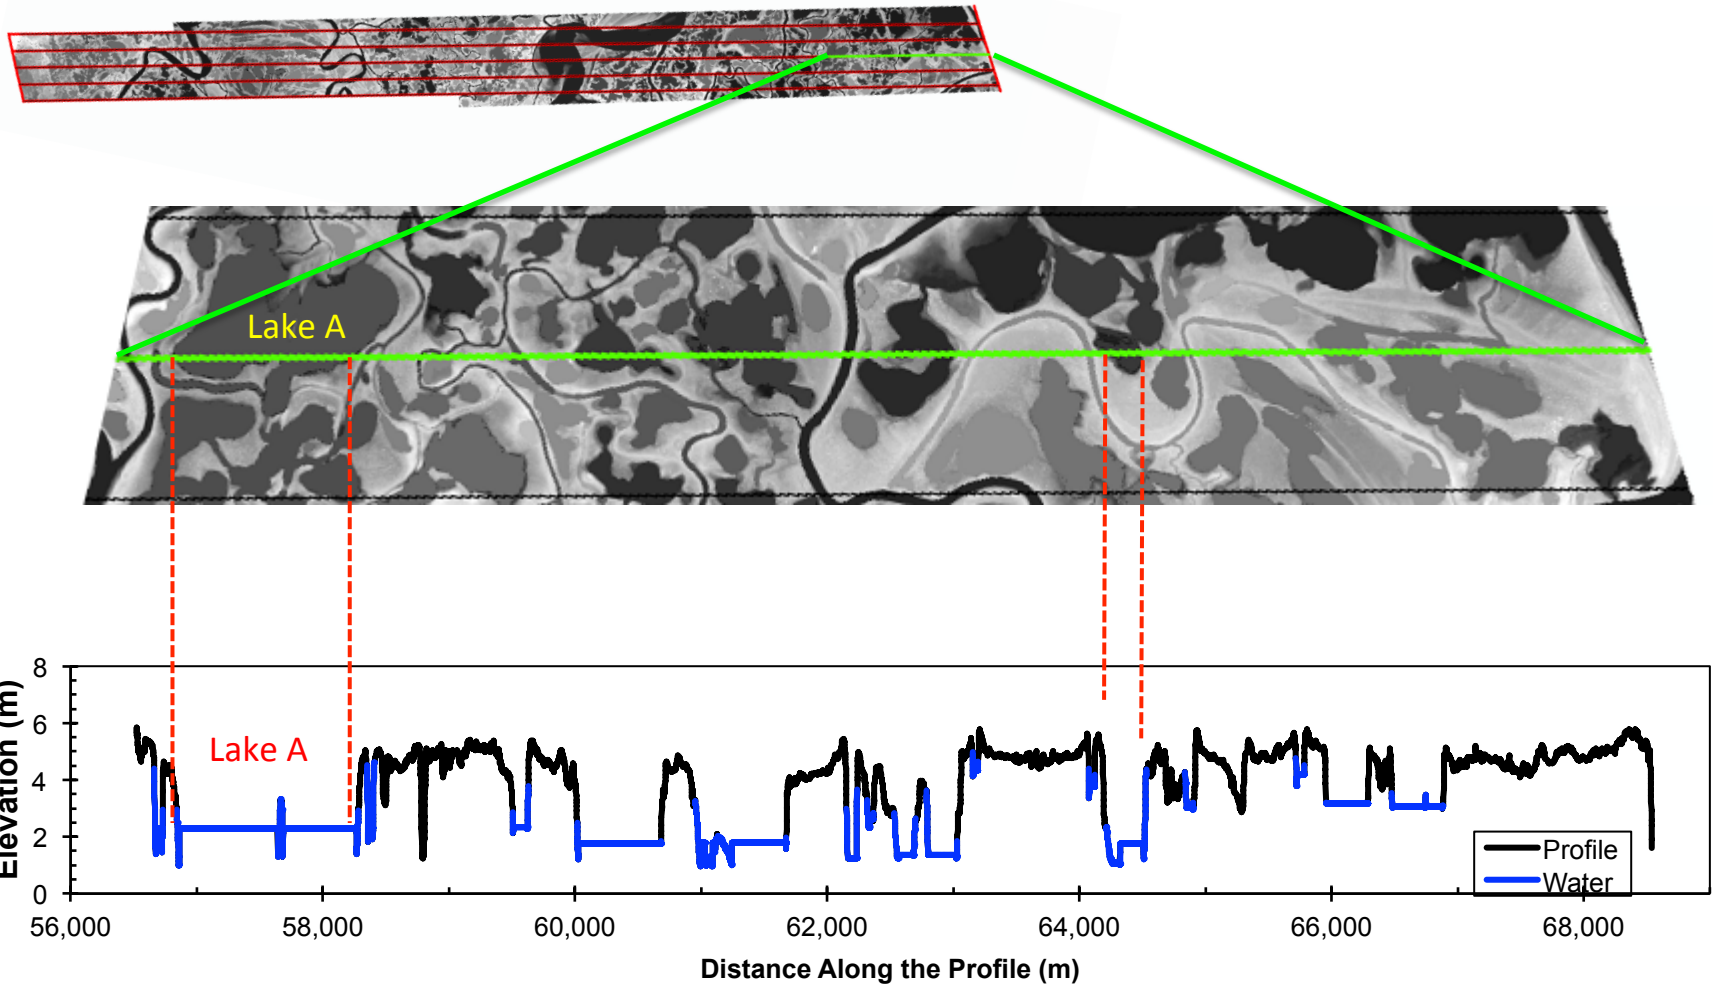 Lake A
8
6
4
2
0
Elevation (m)
Lake A
Profile
Water
56,000
58,000
60,000
62,000
64,000
66,000
68,000
Distance Along the Profile (m)